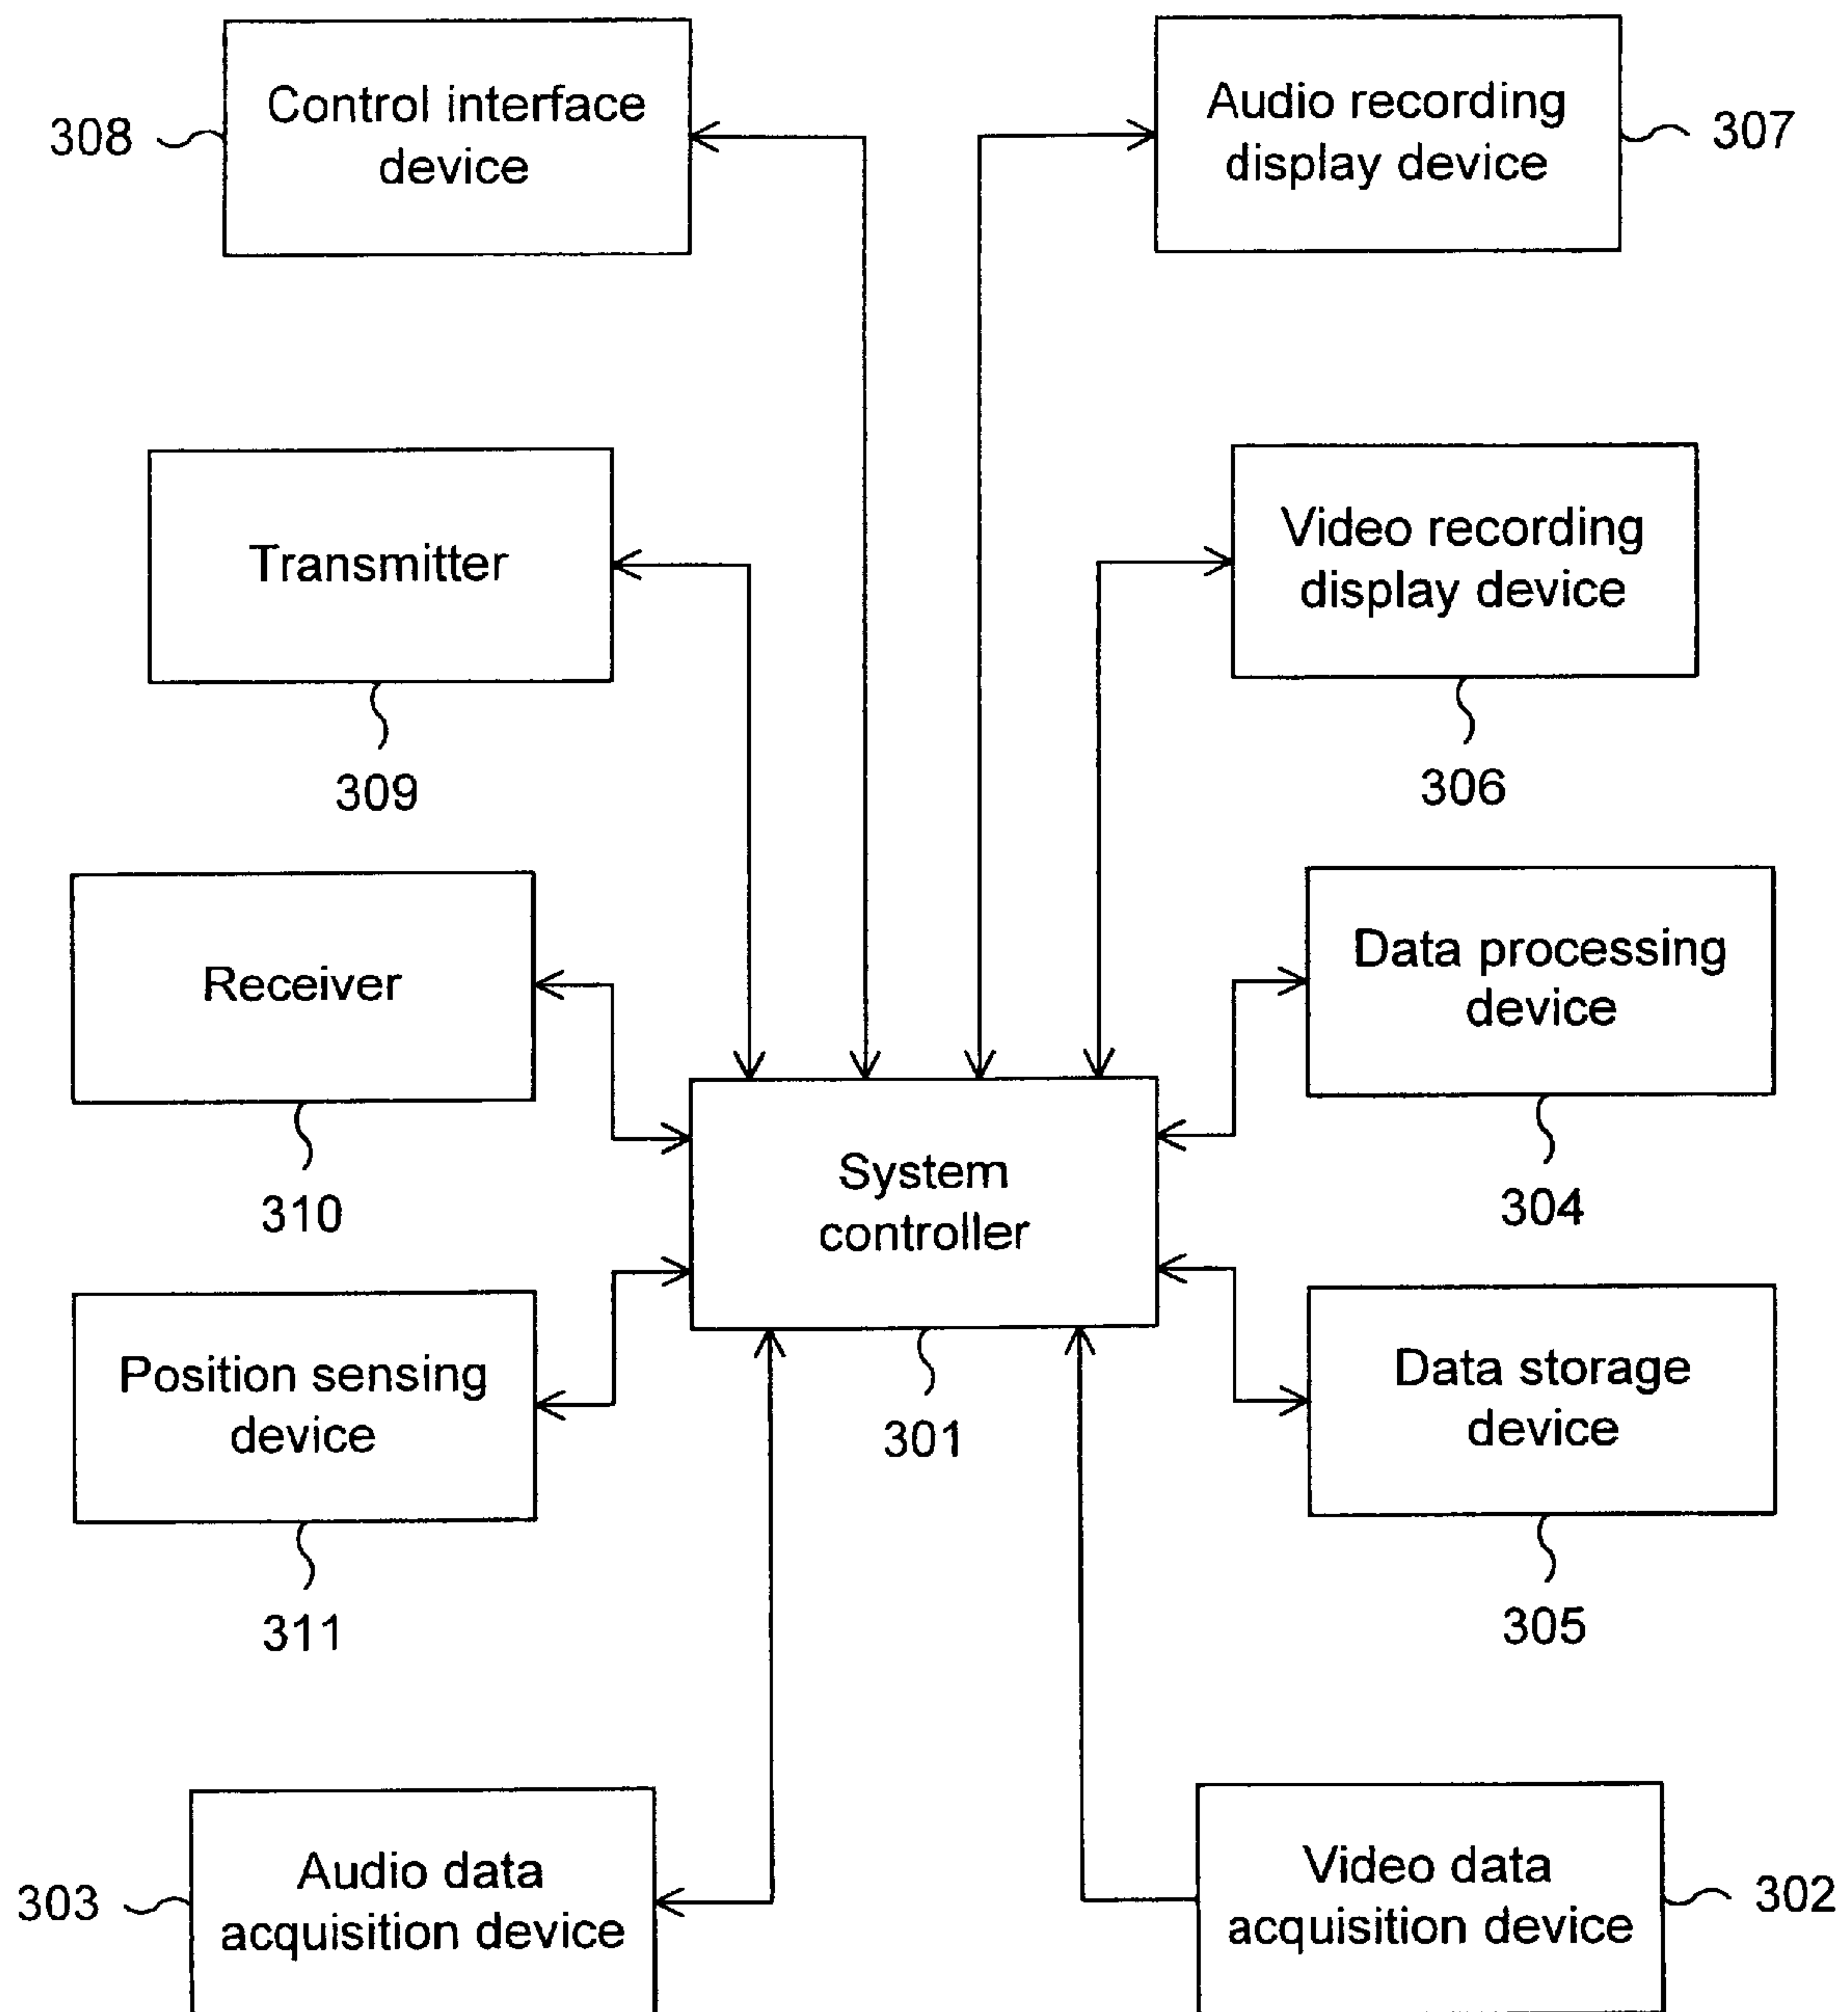 Control interface
device
308
Audio recording
display device
307
Transmitter
309
Video recording
display device
306
Receiver
310
Data processing
device
304
System
controller
301
Position sensing
device
311
Data storage
device
305
Audio data
acquisition device
303
Video data
acquisition device
302